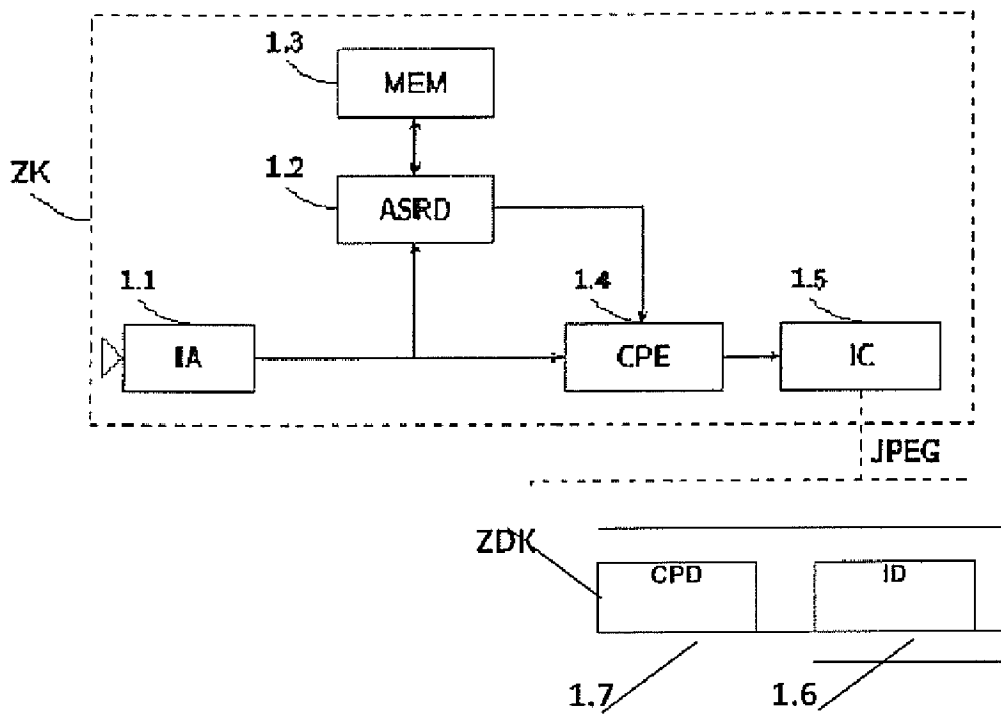 1.3
MEM
ZK
1.2
ASRD
1.1
IA
1.4
CPE
1.5
IC
JPEG
ZDK
CPD
ID
1.7
1.6